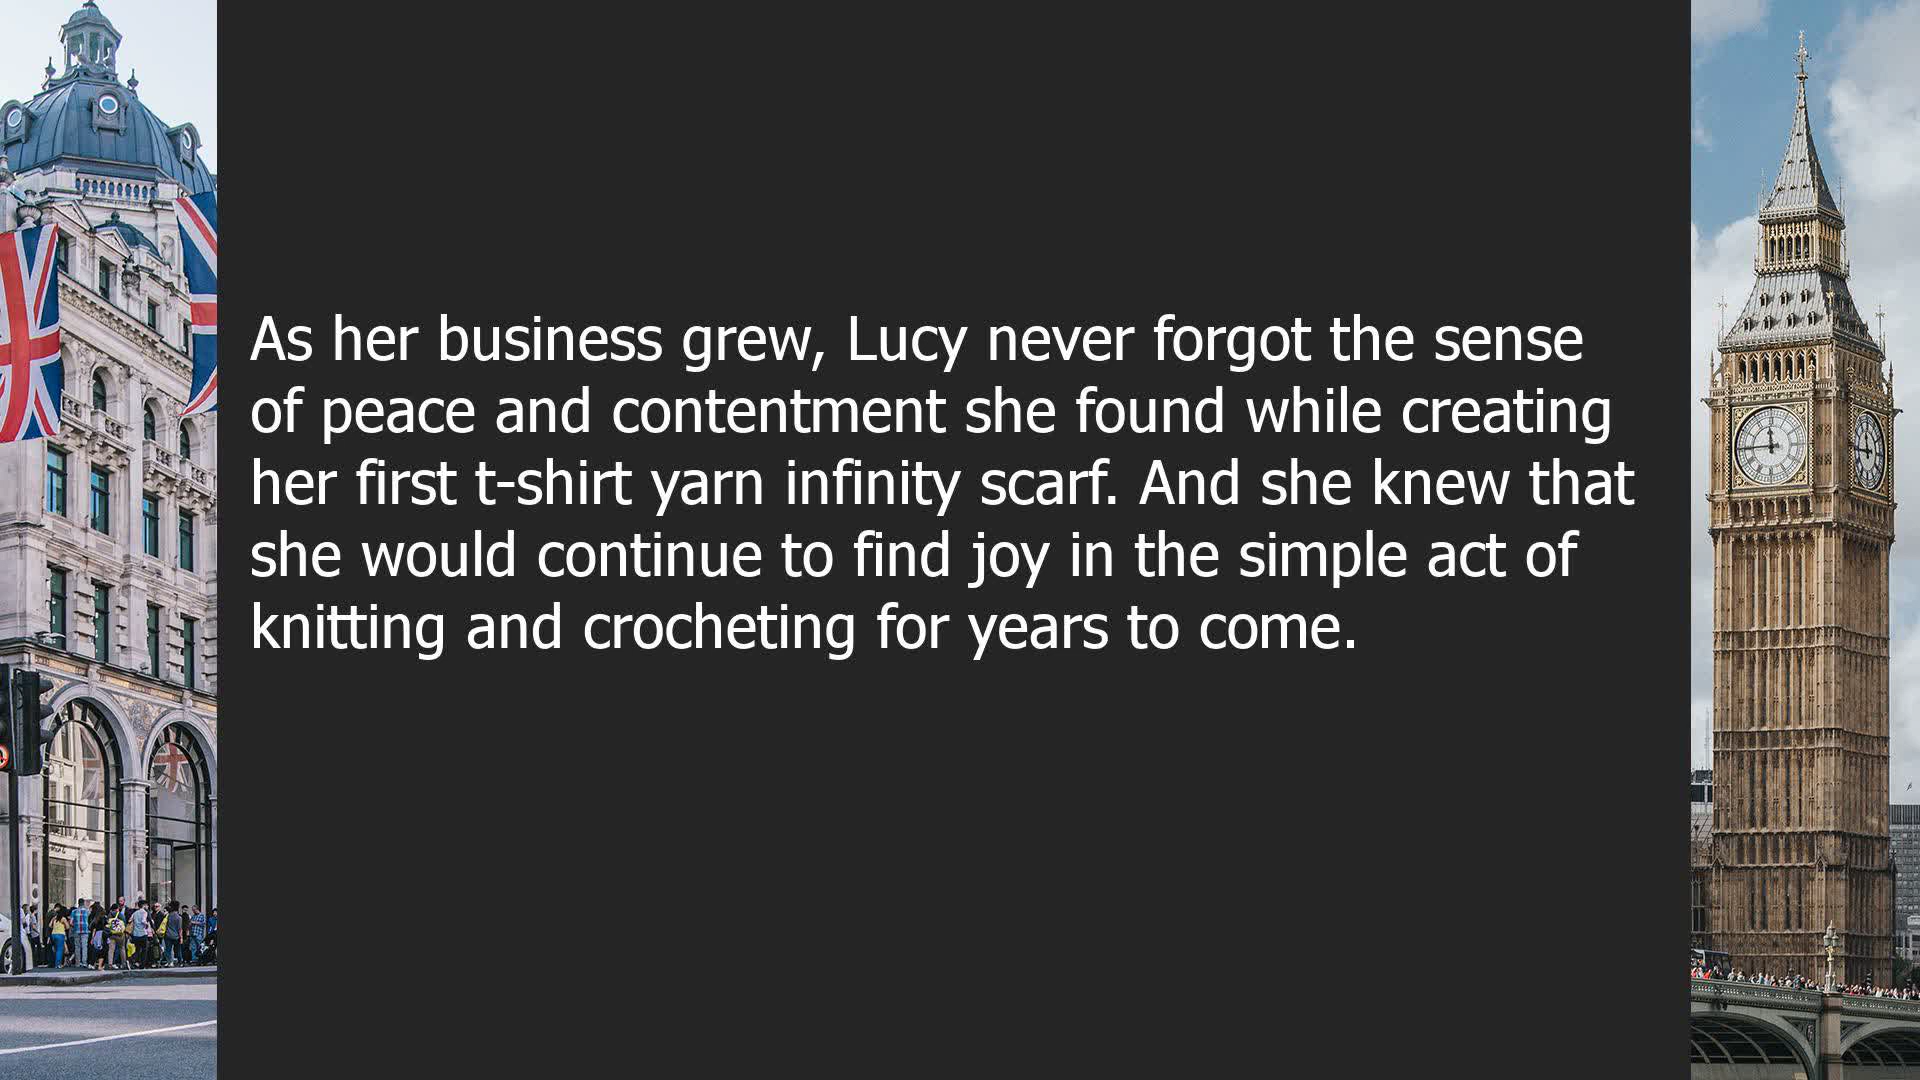 As her business grew, Lucy never forgot the sense
of peace and contentment she found while creating
her first t-shirt yarn infinity scarf. And she knew that
she would continue to find joy in the simple act of
knitting and crocheting for years to come.